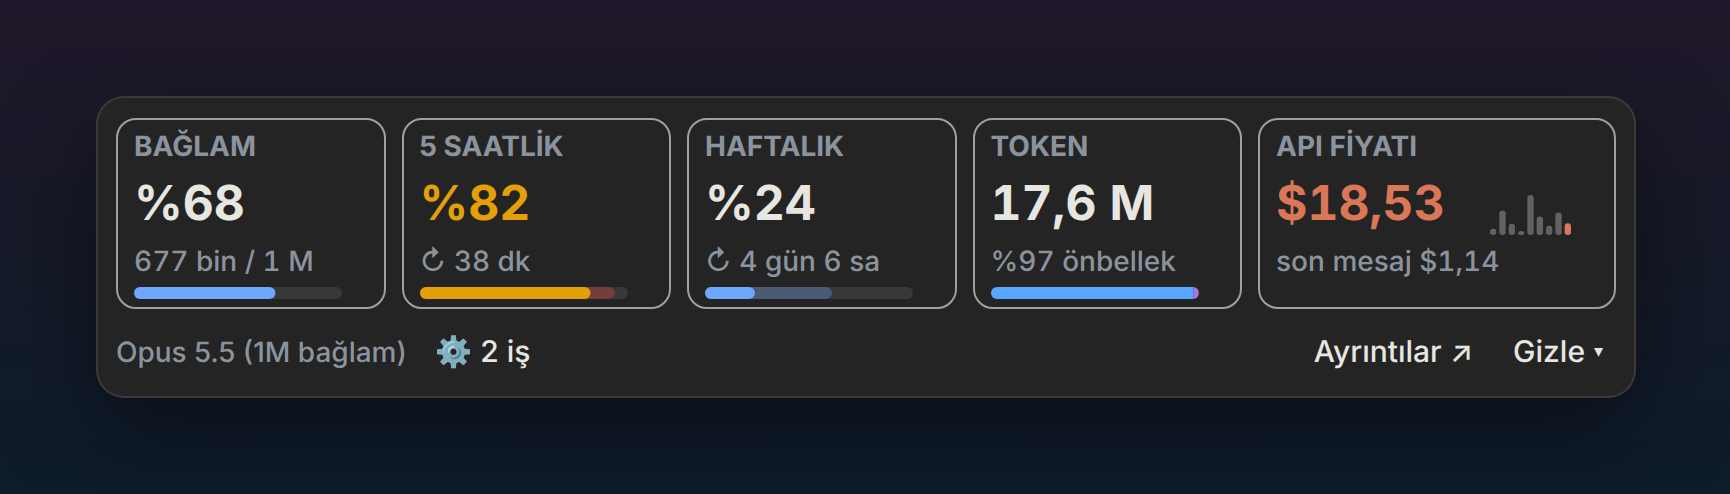 BAĞLAM
%68
677 bin / 1 M
5 SAATLİK
%82
↻ 38 dk
HAFTALIK
%24
↻ 4 gün 6 sa
TOKEN
17,6 M
%97 önbellek
API FİYATI
$18,53
son mesaj $1,14
Opus 5.5 (1M bağlam) ⚙️ 2 iş
Ayrıntılar ↗ Gizle ▾